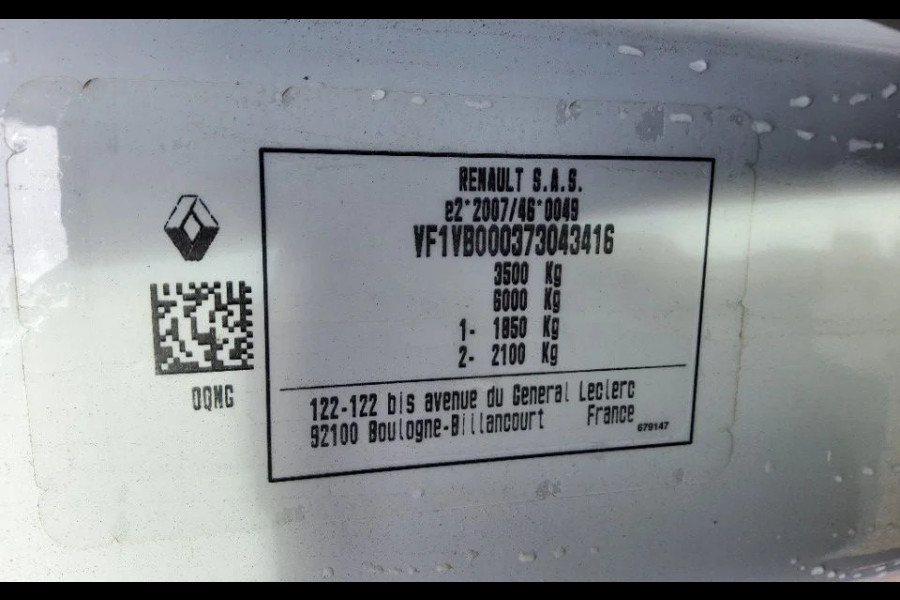 RENAULT S.A.S.
e2*2007/46*0049
VF1VB000373043416
3500 Kg
6000 Kg
1- 1850 Kg
2- 2100 Kg
OQNG
122-122 bis avenue du General Leclerc
92100 Boulogne-Billancourt France
679147